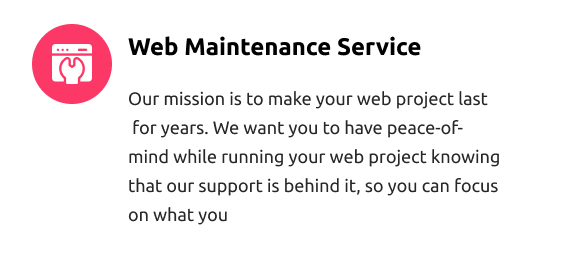 Web Maintenance Service
Our mission is to make your web project last
for years. We want you to have peace-of-
mind while running your web project knowing
that our support is behind it, so you can focus
on what you